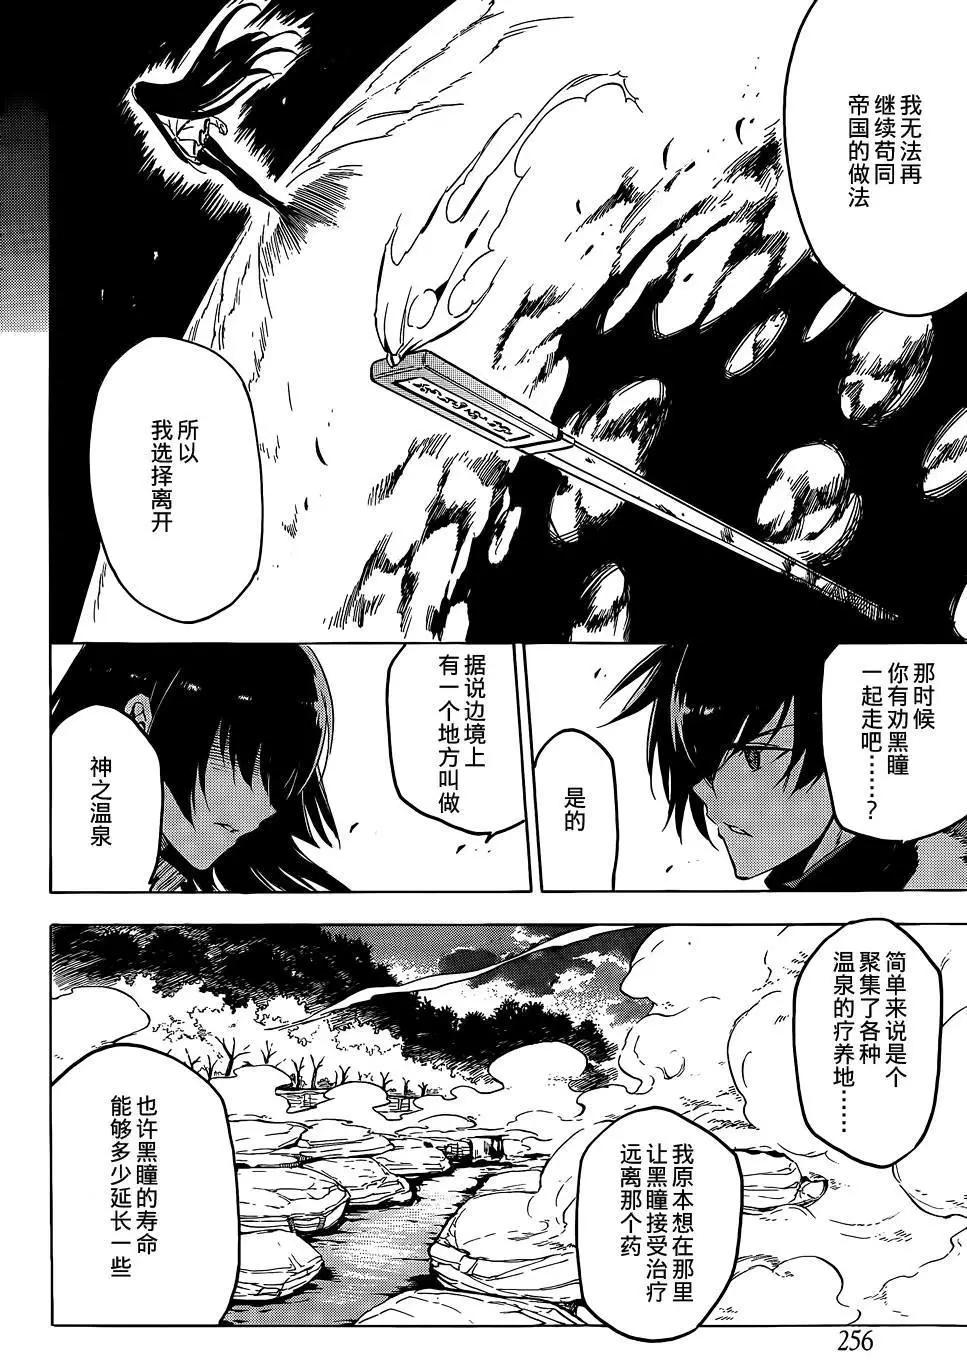 我无法再
继续苟同
帝国的做法
所以
我选择离开
那时候
你有劝黑瞳
一起走吧……?
是的
据说边境上
有一个地方叫做
神之温泉
简单来说是个
聚集了各种
温泉的疗养地……
我原本想在那里
让黑瞳接受治疗
远离那个药
也许黑瞳的寿命
能够多少延长一些
256